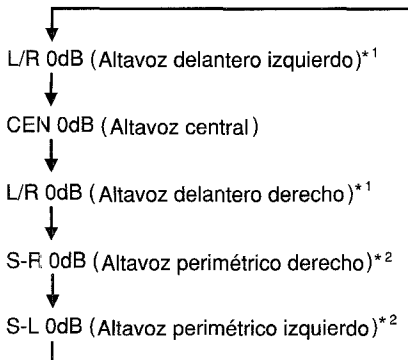 L/R 0dB (Altavoz delantero izquierdo)*1
CEN 0dB (Altavoz central)
L/R 0dB (Altavoz delantero derecho)*1
S-R 0dB (Altavoz perimétrico derecho)*2
S-L 0dB (Altavoz perimétrico izquierdo)*2